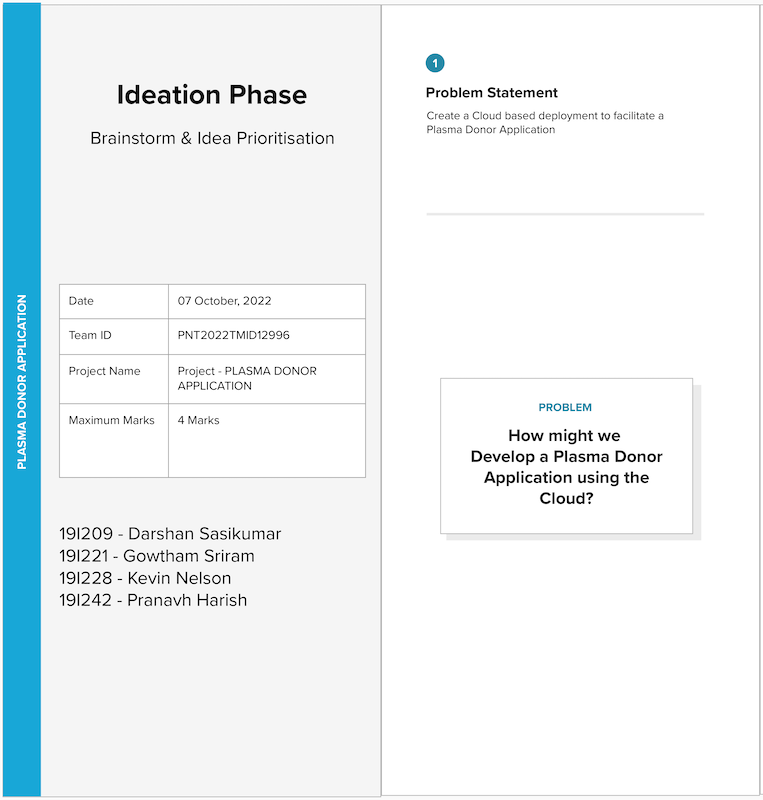 PLASMA DONOR APPLICATION
Ideation Phase
Brainstorm & Idea Prioritisation
Date 07 October, 2022
Team ID PNT2022TMID12996
Project Name Project - PLASMA DONOR
APPLICATION
Maximum Marks 4 Marks
19I209 - Darshan Sasikumar
19I221 - Gowtham Sriram
19I228 - Kevin Nelson
19I242 - Pranavh Harish
1
Problem Statement
Create a Cloud based deployment to facilitate a
Plasma Donor Application
PROBLEM
How might we
Develop a Plasma Donor
Application using the
Cloud?